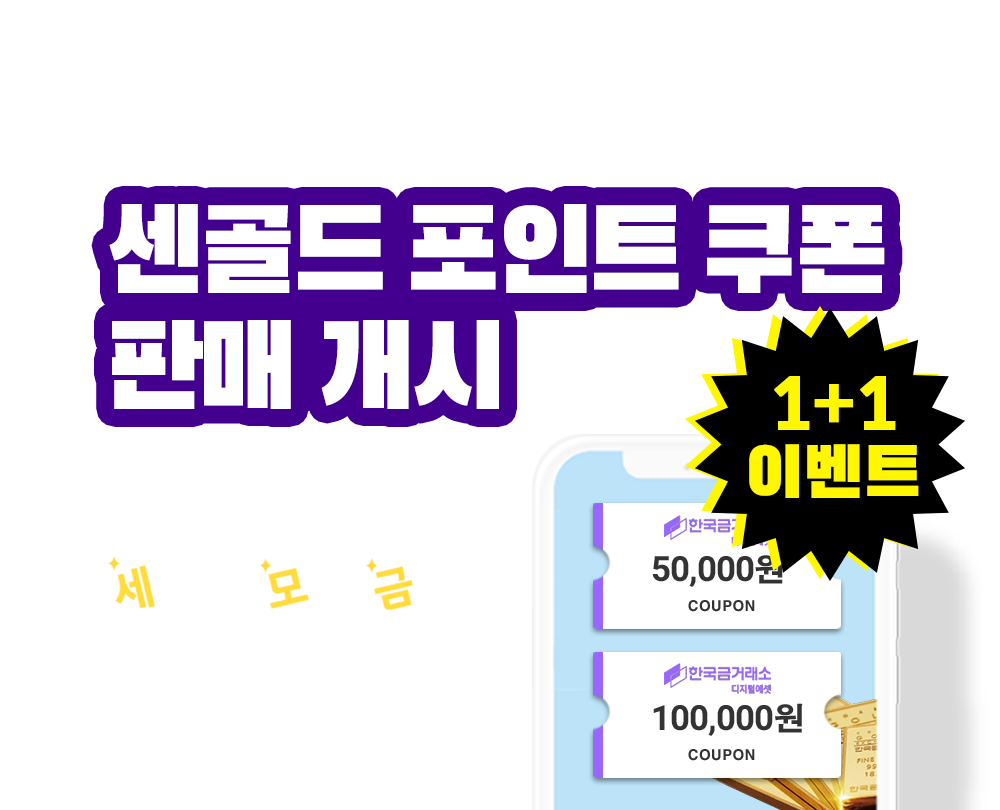 센골드 포인트 쿠폰
판매 개시
1+1
이벤트
세 모 금
한국금거
50,000원
COUPON
한국금거래소
디지털에셋
100,000원
COUPON
FINE